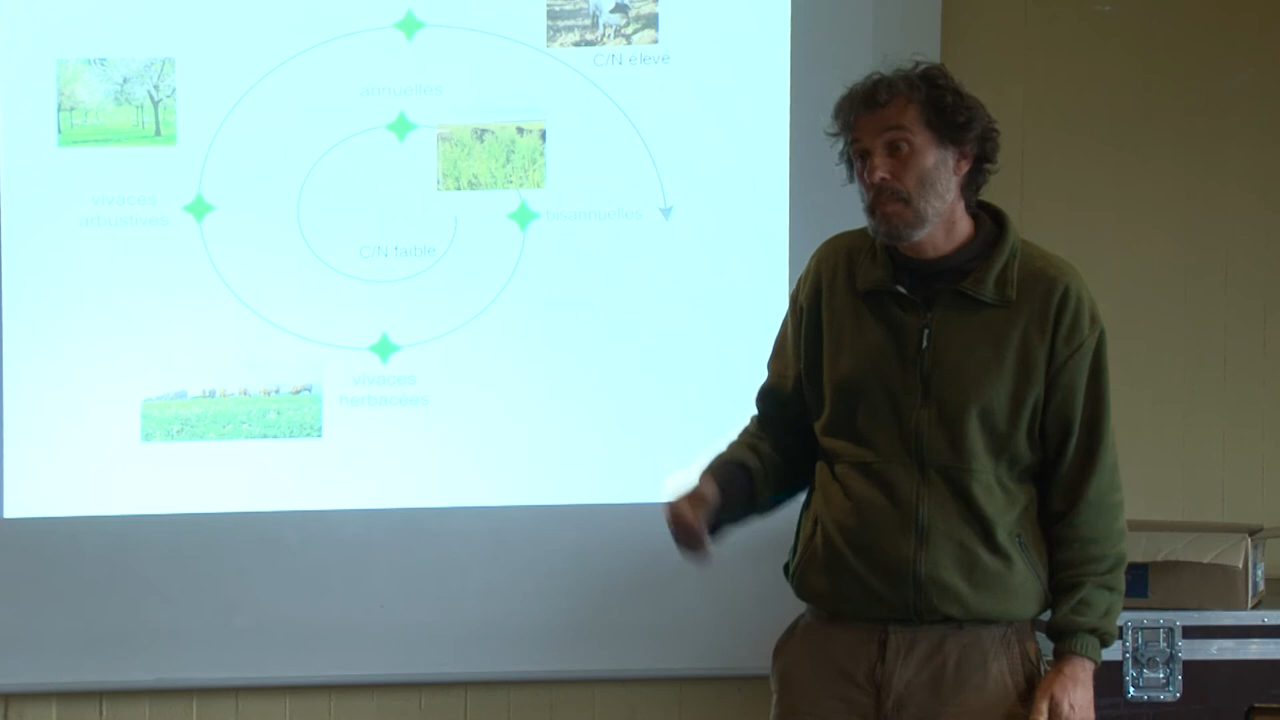 C/N élevé
annuelles
vivaces
arbustives
bisannuelles
C/N faible
vivaces
herbacées